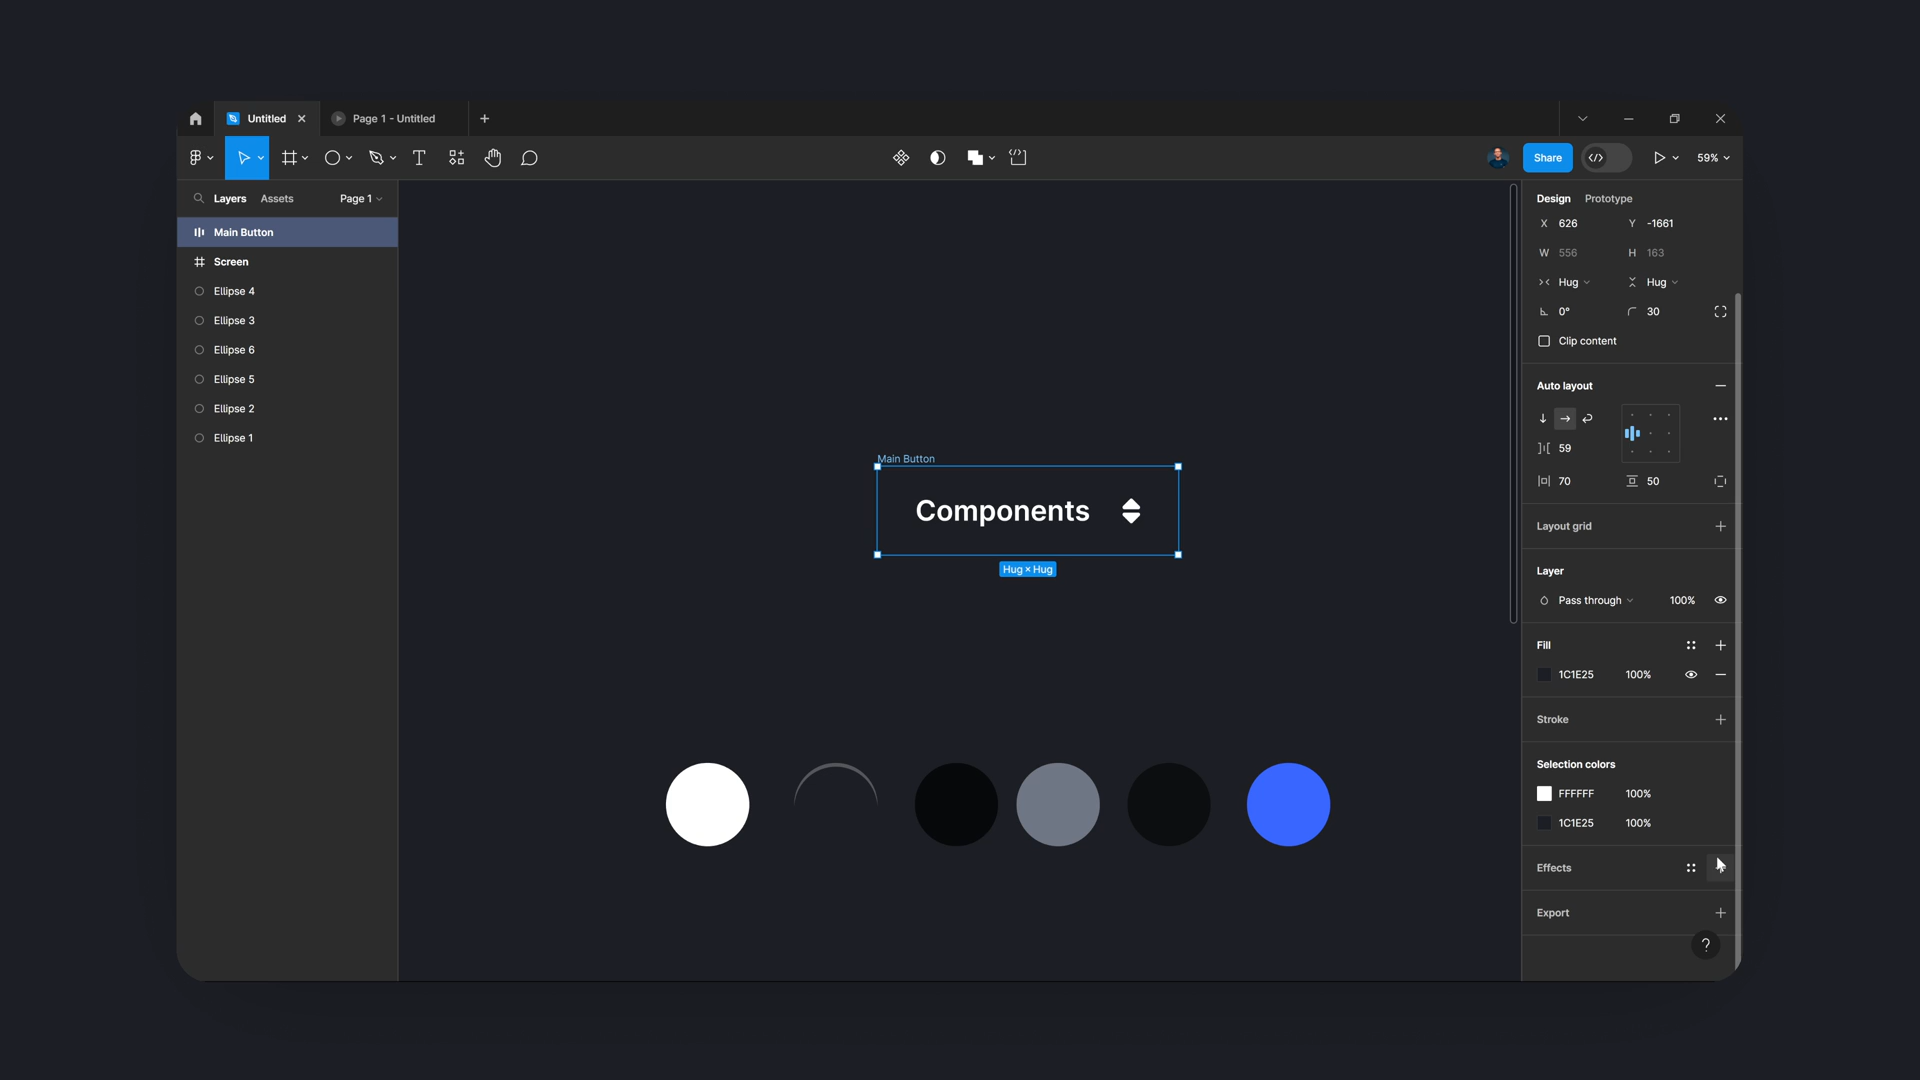 Untitled
Page 1 - Untitled
Share
59%
Layers
Assets
Page 1
Design
Prototype
Main Button
Screen
Ellipse 4
Ellipse 3
Ellipse 6
Ellipse 5
Ellipse 2
Ellipse 1
Main Button
Components
Hug × Hug
X 626 Y -1661
W 556 H 163
Hug Hug
0° 30
Clip content
Auto layout
59
70 50
Layout grid
Layer
Pass through 100%
Fill
1C1E25 100%
Stroke
Selection colors
FFFFFF 100%
1C1E25 100%
Effects
Export
?